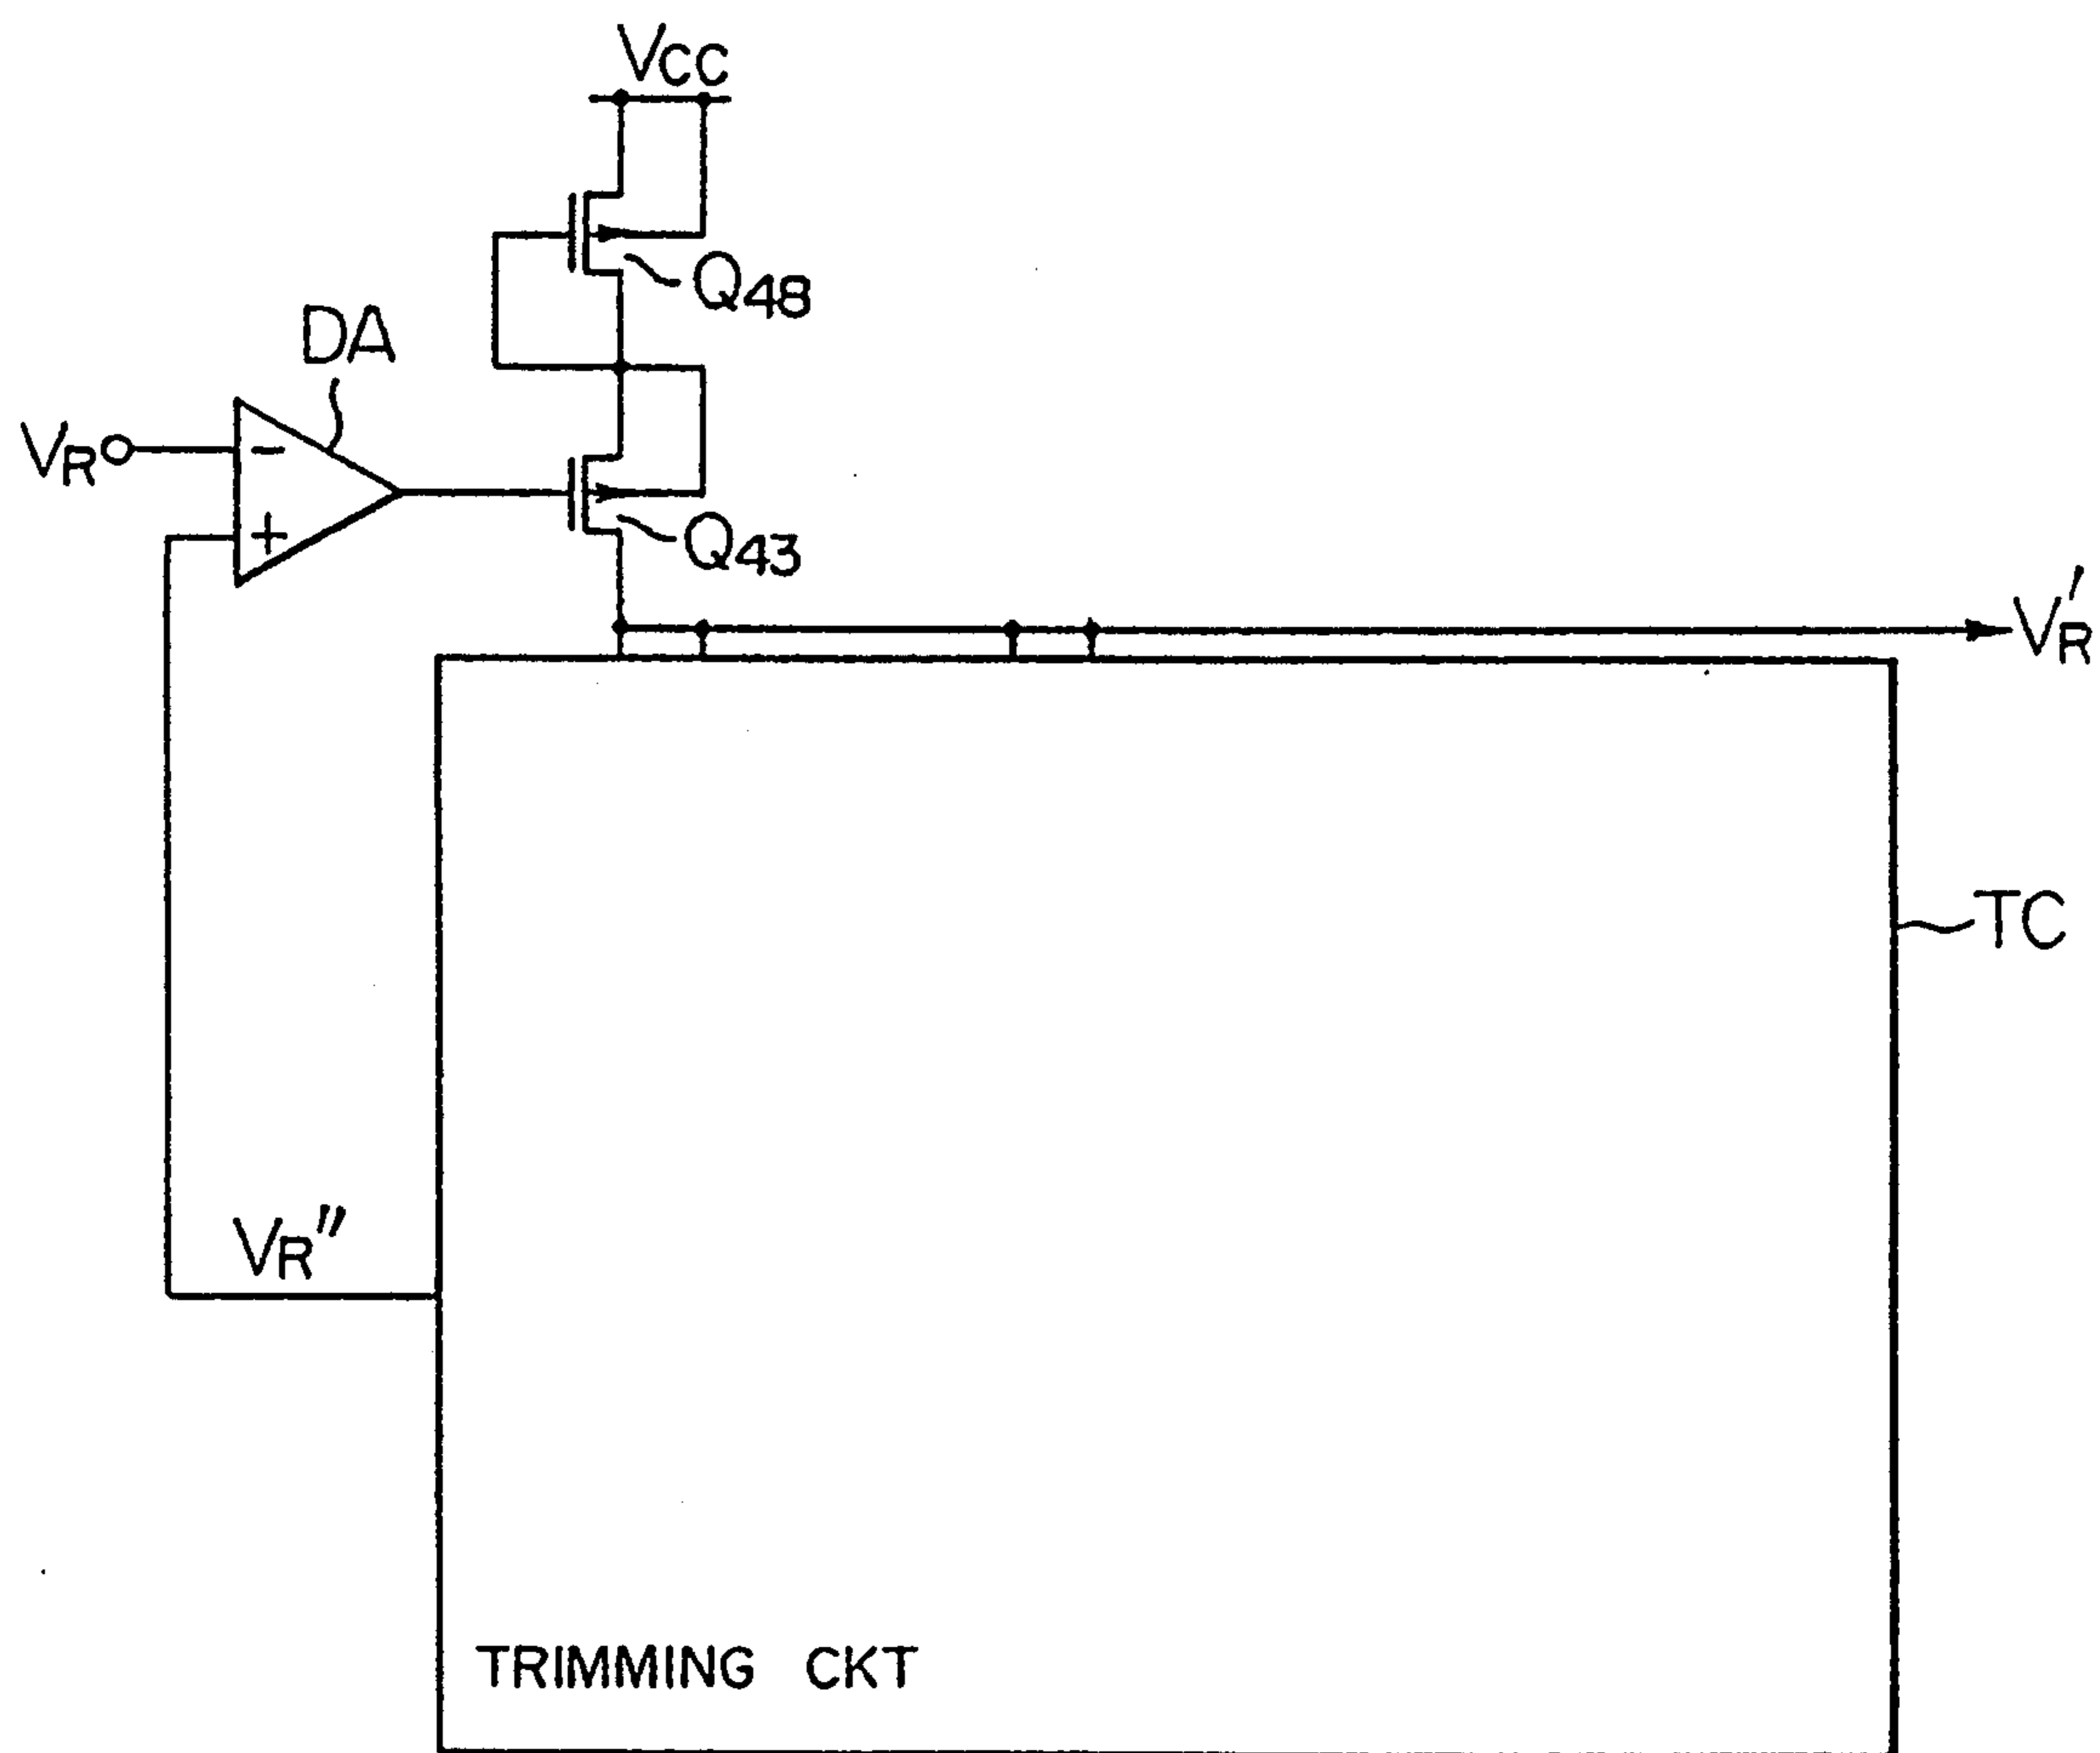 VCC
Q48
DA
VR
-
+
Q43
VR'
TC
VR"
TRIMMING CKT